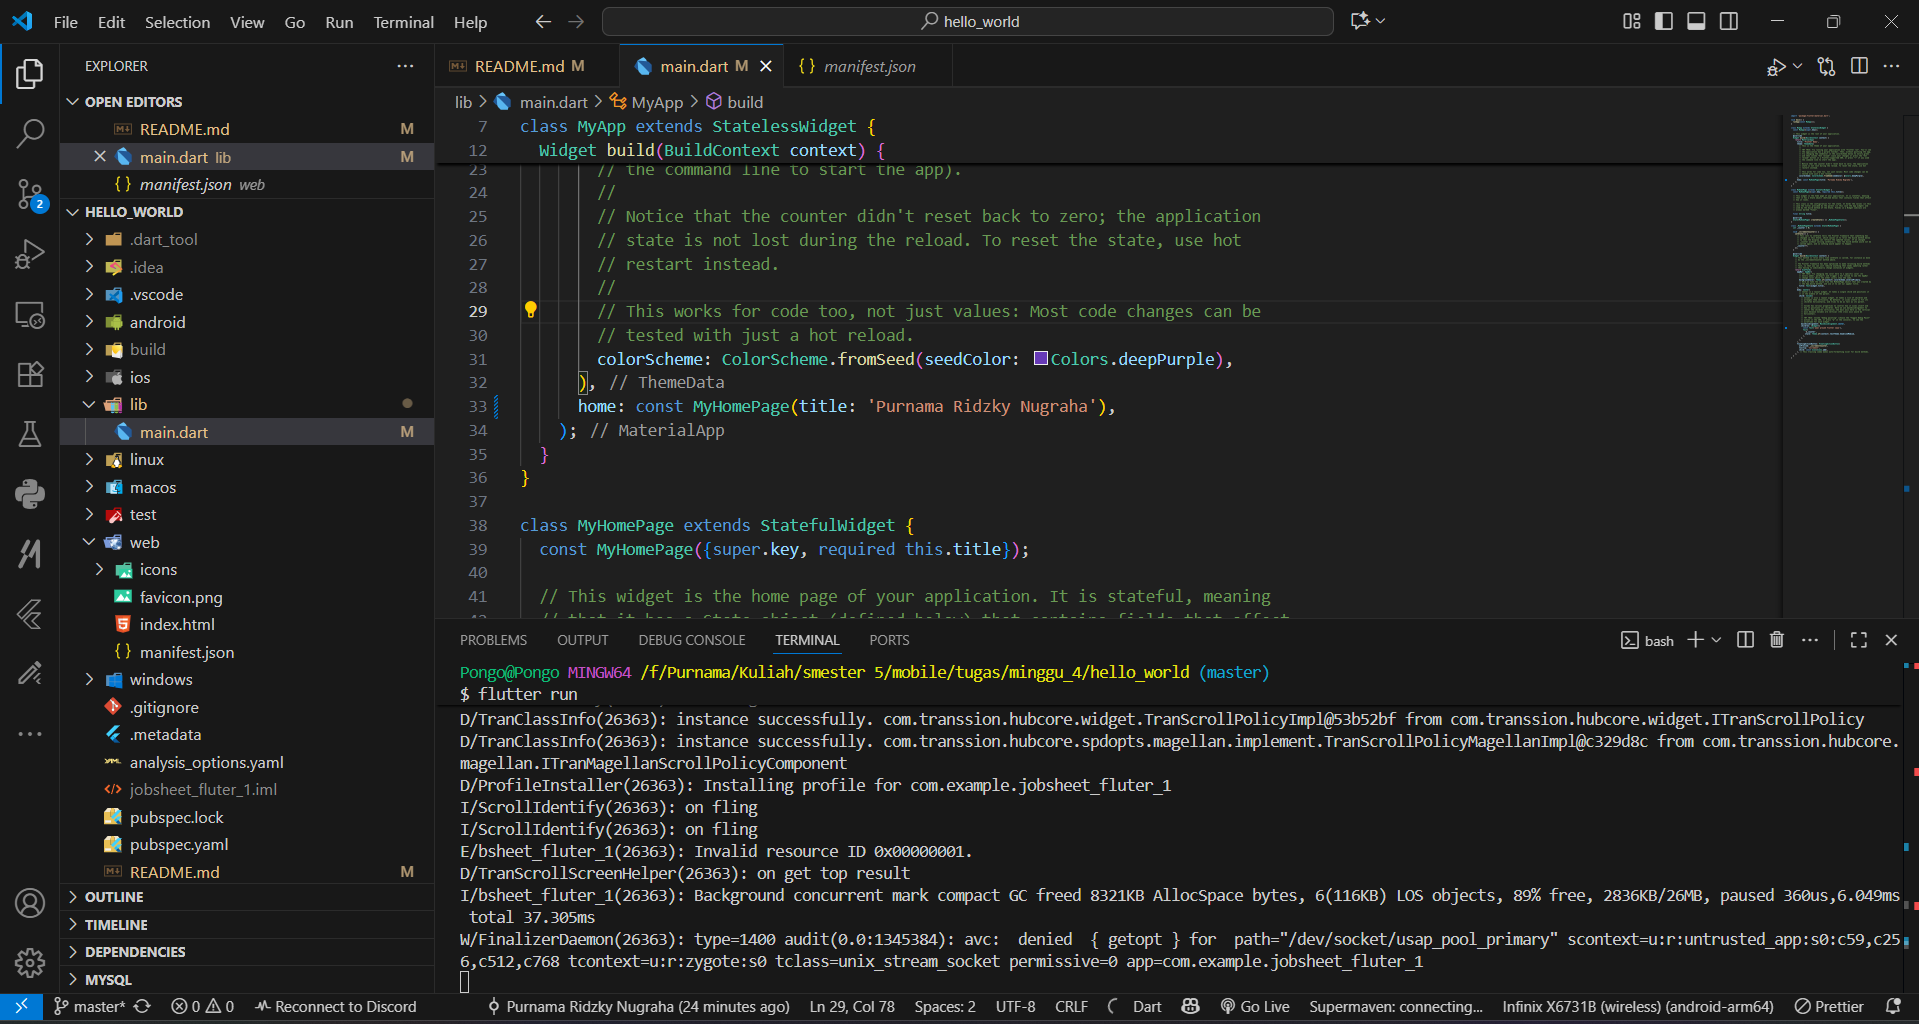 File Edit Selection View Go Run Terminal Help
hello_world
EXPLORER
OPEN EDITORS
README.md M
main.dart lib M
manifest.json web
HELLO_WORLD
.dart_tool
.idea
.vscode
android
build
ios
lib
main.dart M
linux
macos
test
web
icons
favicon.png
index.html
manifest.json
windows
.gitignore
.metadata
analysis_options.yaml
jobsheet_fluter_1.iml
pubspec.lock
pubspec.yaml
README.md M
OUTLINE
TIMELINE
DEPENDENCIES
MYSQL
2
README.md M
main.dart M
manifest.json
lib > main.dart > MyApp > build
7 class MyApp extends StatelessWidget {
12 Widget build(BuildContext context) {
23 // the command line to start the app).
24 //
25 // Notice that the counter didn't reset back to zero; the application
26 // state is not lost during the reload. To reset the state, use hot
27 // restart instead.
28 //
29 // This works for code too, not just values: Most code changes can be
30 // tested with just a hot reload.
31 colorScheme: ColorScheme.fromSeed(seedColor: Colors.deepPurple),
32 ), // ThemeData
33 home: const MyHomePage(title: 'Purnama Ridzky Nugraha'),
34 ); // MaterialApp
35 }
36 }
37
38 class MyHomePage extends StatefulWidget {
39 const MyHomePage({super.key, required this.title});
40
41 // This widget is the home page of your application. It is stateful, meaning
PROBLEMS OUTPUT DEBUG CONSOLE TERMINAL PORTS
bash
Pongo@Pongo MINGW64 /f/Purnama/Kuliah/smester 5/mobile/tugas/minggu_4/hello_world (master)
$ flutter run
D/TranClassInfo(26363): instance successfully. com.transsion.hubcore.widget.TranScrollPolicyImpl@53b52bf from com.transsion.hubcore.widget.ITranScrollPolicy
D/TranClassInfo(26363): instance successfully. com.transsion.hubcore.spdopts.magellan.implement.TranScrollPolicyMagellanImpl@c329d8c from com.transsion.hubcore.
magellan.ITranMagellanScrollPolicyComponent
D/ProfileInstaller(26363): Installing profile for com.example.jobsheet_fluter_1
I/ScrollIdentify(26363): on fling
I/ScrollIdentify(26363): on fling
E/bsheet_fluter_1(26363): Invalid resource ID 0x00000001.
D/TranScrollScreenHelper(26363): on get top result
I/bsheet_fluter_1(26363): Background concurrent mark compact GC freed 8321KB AllocSpace bytes, 6(116KB) LOS objects, 89% free, 2836KB/26MB, paused 360us,6.049ms
total 37.305ms
W/FinalizerDaemon(26363): type=1400 audit(0.0:1345384): avc: denied { getopt } for path="/dev/socket/usap_pool_primary" scontext=u:r:untrusted_app:s0:c59,c25
6,c512,c768 tcontext=u:r:zygote:s0 tclass=unix_stream_socket permissive=0 app=com.example.jobsheet_fluter_1
master* 0 0 Reconnect to Discord Purnama Ridzky Nugraha (24 minutes ago) Ln 29, Col 78 Spaces: 2 UTF-8 CRLF Dart Go Live Supermaven: connecting... Infinix X6731B (wireless) (android-arm64) Prettier